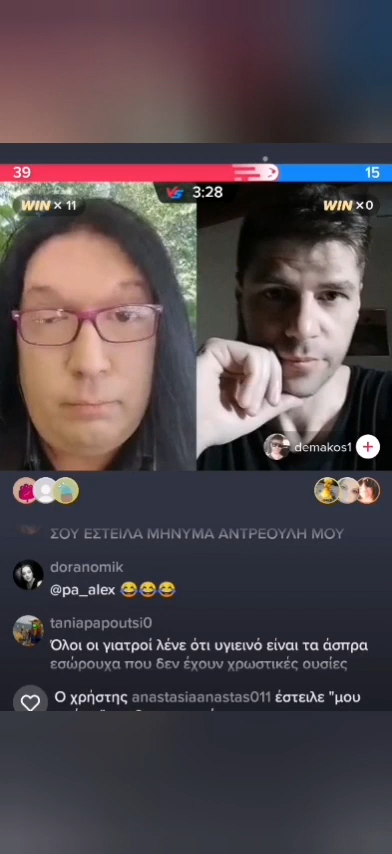 39 15
VS 3:28
WIN × 11 WIN × 0
demakos1
ΣΟΥ ΕΣΤΕΙΛΑ ΜΗΝΥΜΑ ΑΝΤΡΕΟΥΛΗ ΜΟΥ
doranomik
@pa_alex 😂😂😂
taniapapoutsi0
Όλοι οι γιατροί λένε ότι υγιεινό είναι τα άσπρα
εσώρουχα που δεν έχουν χρωστικές ουσίες
Ο χρήστης anastasiaanastas011 έστειλε "μου